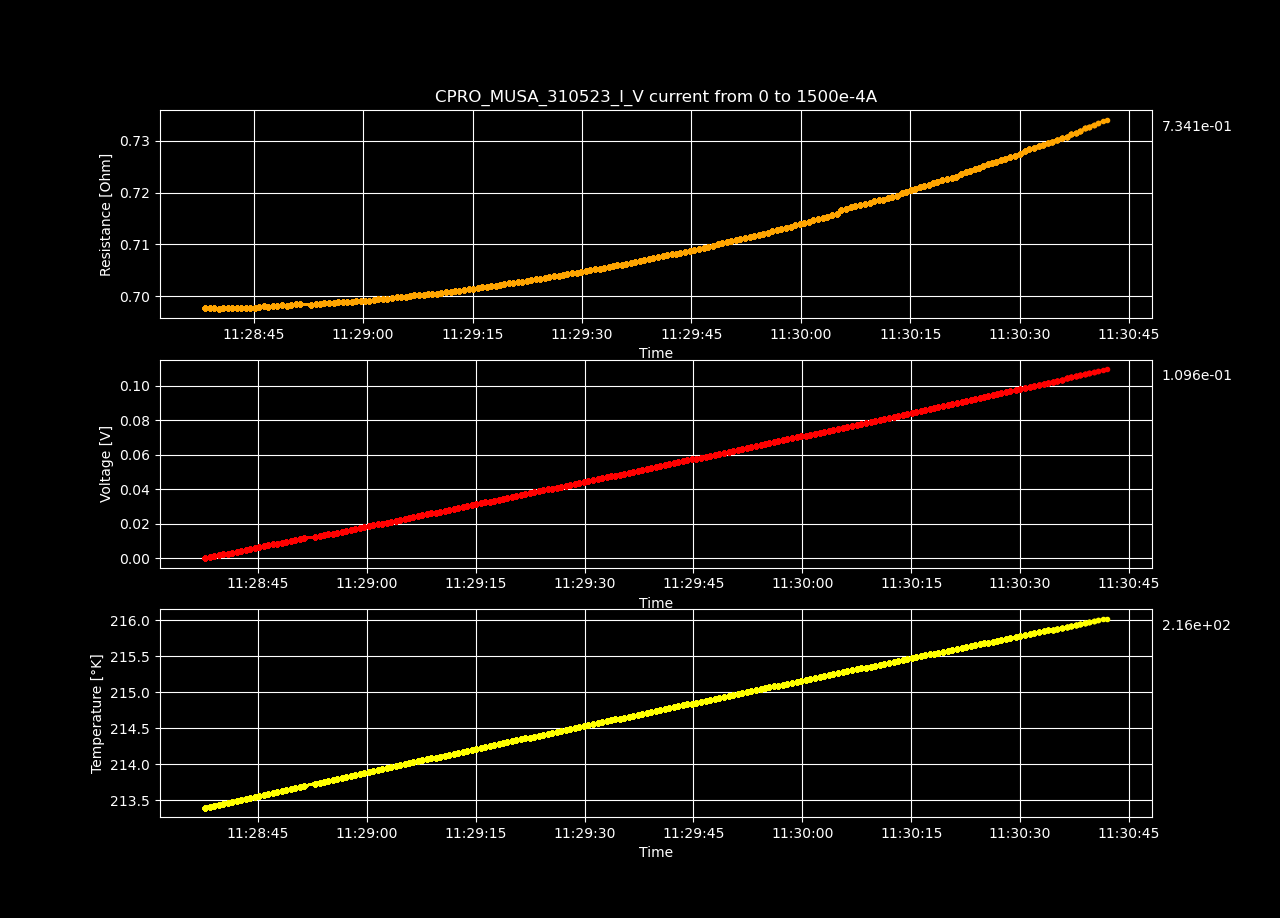 CPRO_MUSA_310523_I_V current from 0 to 1500e-4A
7.341e-01
Resistance [Ohm]
0.73
0.72
0.71
0.70
11:28:45 11:29:00 11:29:15 11:29:30 11:29:45 11:30:00 11:30:15 11:30:30 11:30:45
Time
1.096e-01
Voltage [V]
0.10
0.08
0.06
0.04
0.02
0.00
11:28:45 11:29:00 11:29:15 11:29:30 11:29:45 11:30:00 11:30:15 11:30:30 11:30:45
Time
2.16e+02
Temperature [°K]
216.0
215.5
215.0
214.5
214.0
213.5
11:28:45 11:29:00 11:29:15 11:29:30 11:29:45 11:30:00 11:30:15 11:30:30 11:30:45
Time